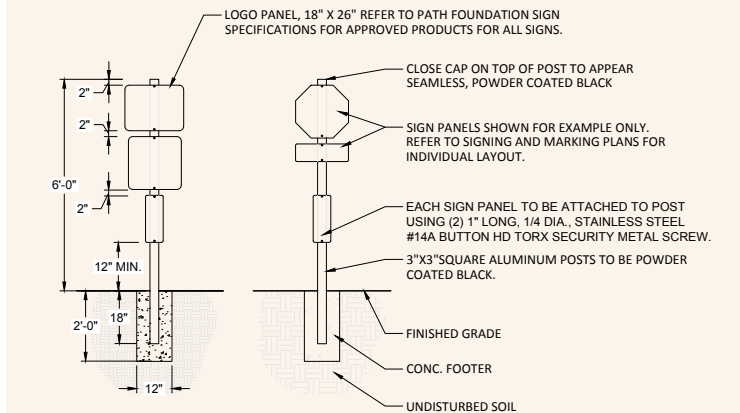 LOGO PANEL, 18" X 26" REFER TO PATH FOUNDATION SIGN
SPECIFICATIONS FOR APPROVED PRODUCTS FOR ALL SIGNS.
CLOSE CAP ON TOP OF POST TO APPEAR
SEAMLESS, POWDER COATED BLACK
2"
2"
SIGN PANELS SHOWN FOR EXAMPLE ONLY.
REFER TO SIGNING AND MARKING PLANS FOR
INDIVIDUAL LAYOUT.
6'-0"
2"
EACH SIGN PANEL TO BE ATTACHED TO POST
USING (2) 1" LONG, 1/4 DIA., STAINLESS STEEL
#14A BUTTON HD TORX SECURITY METAL SCREW.
12" MIN.
3"X3"SQUARE ALUMINUM POSTS TO BE POWDER
COATED BLACK.
2'-0"
18"
FINISHED GRADE
CONC. FOOTER
12"
UNDISTURBED SOIL